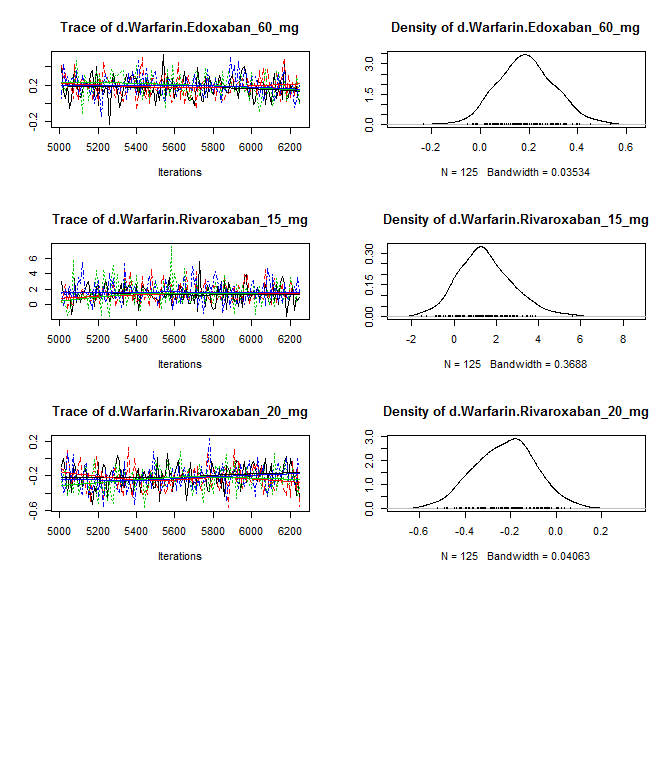 Trace of d.Warfarin.Edoxaban_60_mg
0.2
-0.2
5000 5200 5400 5600 5800 6000 6200
Iterations
Density of d.Warfarin.Edoxaban_60_mg
3.0
1.5
0.0
-0.2 0.0 0.2 0.4 0.6
N = 125 Bandwidth = 0.03534
Trace of d.Warfarin.Rivaroxaban_15_mg
6
4
2
0
5000 5200 5400 5600 5800 6000 6200
Iterations
Density of d.Warfarin.Rivaroxaban_15_mg
0.30
0.15
0.00
-2 0 2 4 6 8
N = 125 Bandwidth = 0.3688
Trace of d.Warfarin.Rivaroxaban_20_mg
0.2
-0.2
-0.6
5000 5200 5400 5600 5800 6000 6200
Iterations
Density of d.Warfarin.Rivaroxaban_20_mg
3.0
2.0
1.0
0.0
-0.6 -0.4 -0.2 0.0 0.2
N = 125 Bandwidth = 0.04063